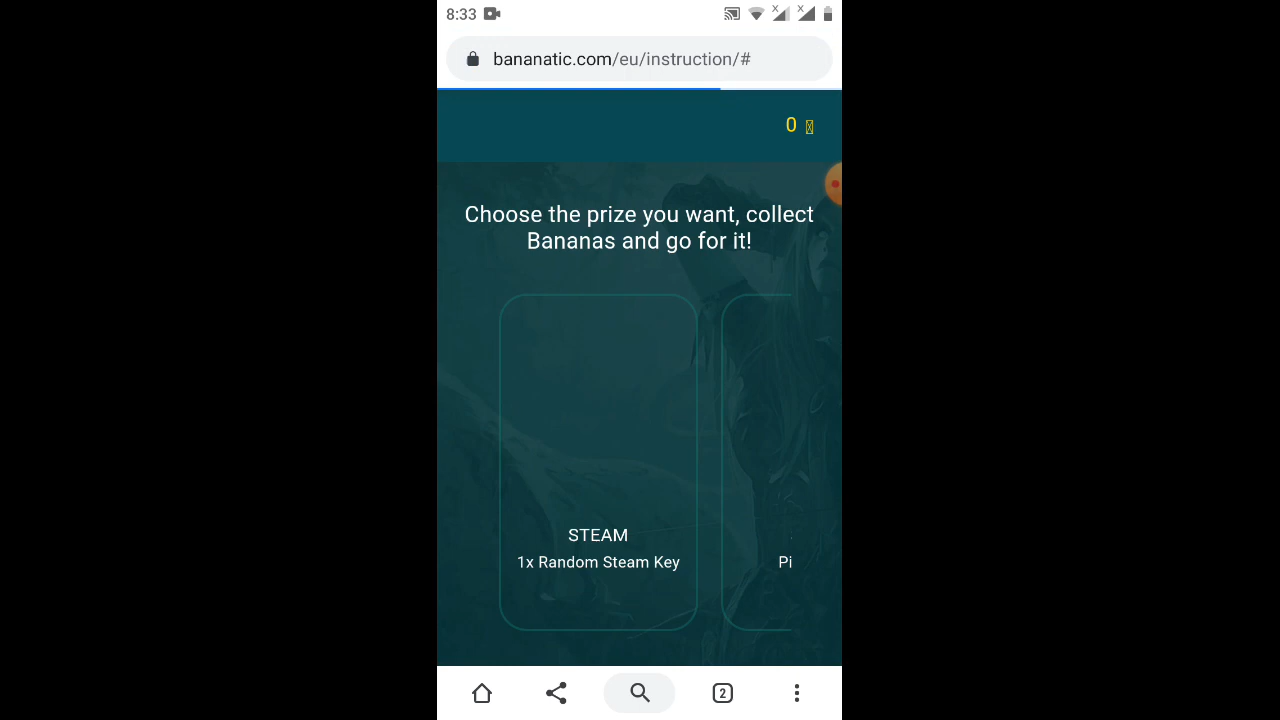 8:33
bananatic.com/eu/instruction/#
0
Choose the prize you want, collect
Bananas and go for it!
STEAM
1x Random Steam Key
Pi
2